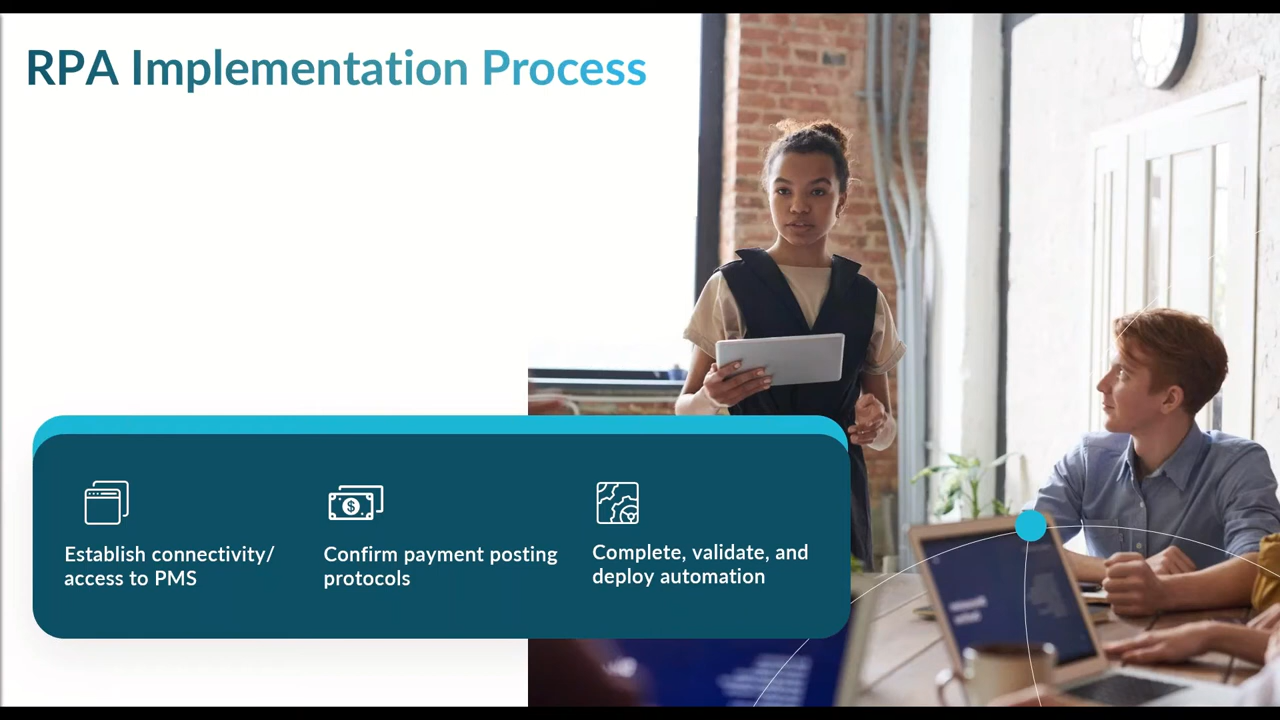 RPA Implementation Process
Establish connectivity/
access to PMS
Confirm payment posting
protocols
Complete, validate, and
deploy automation